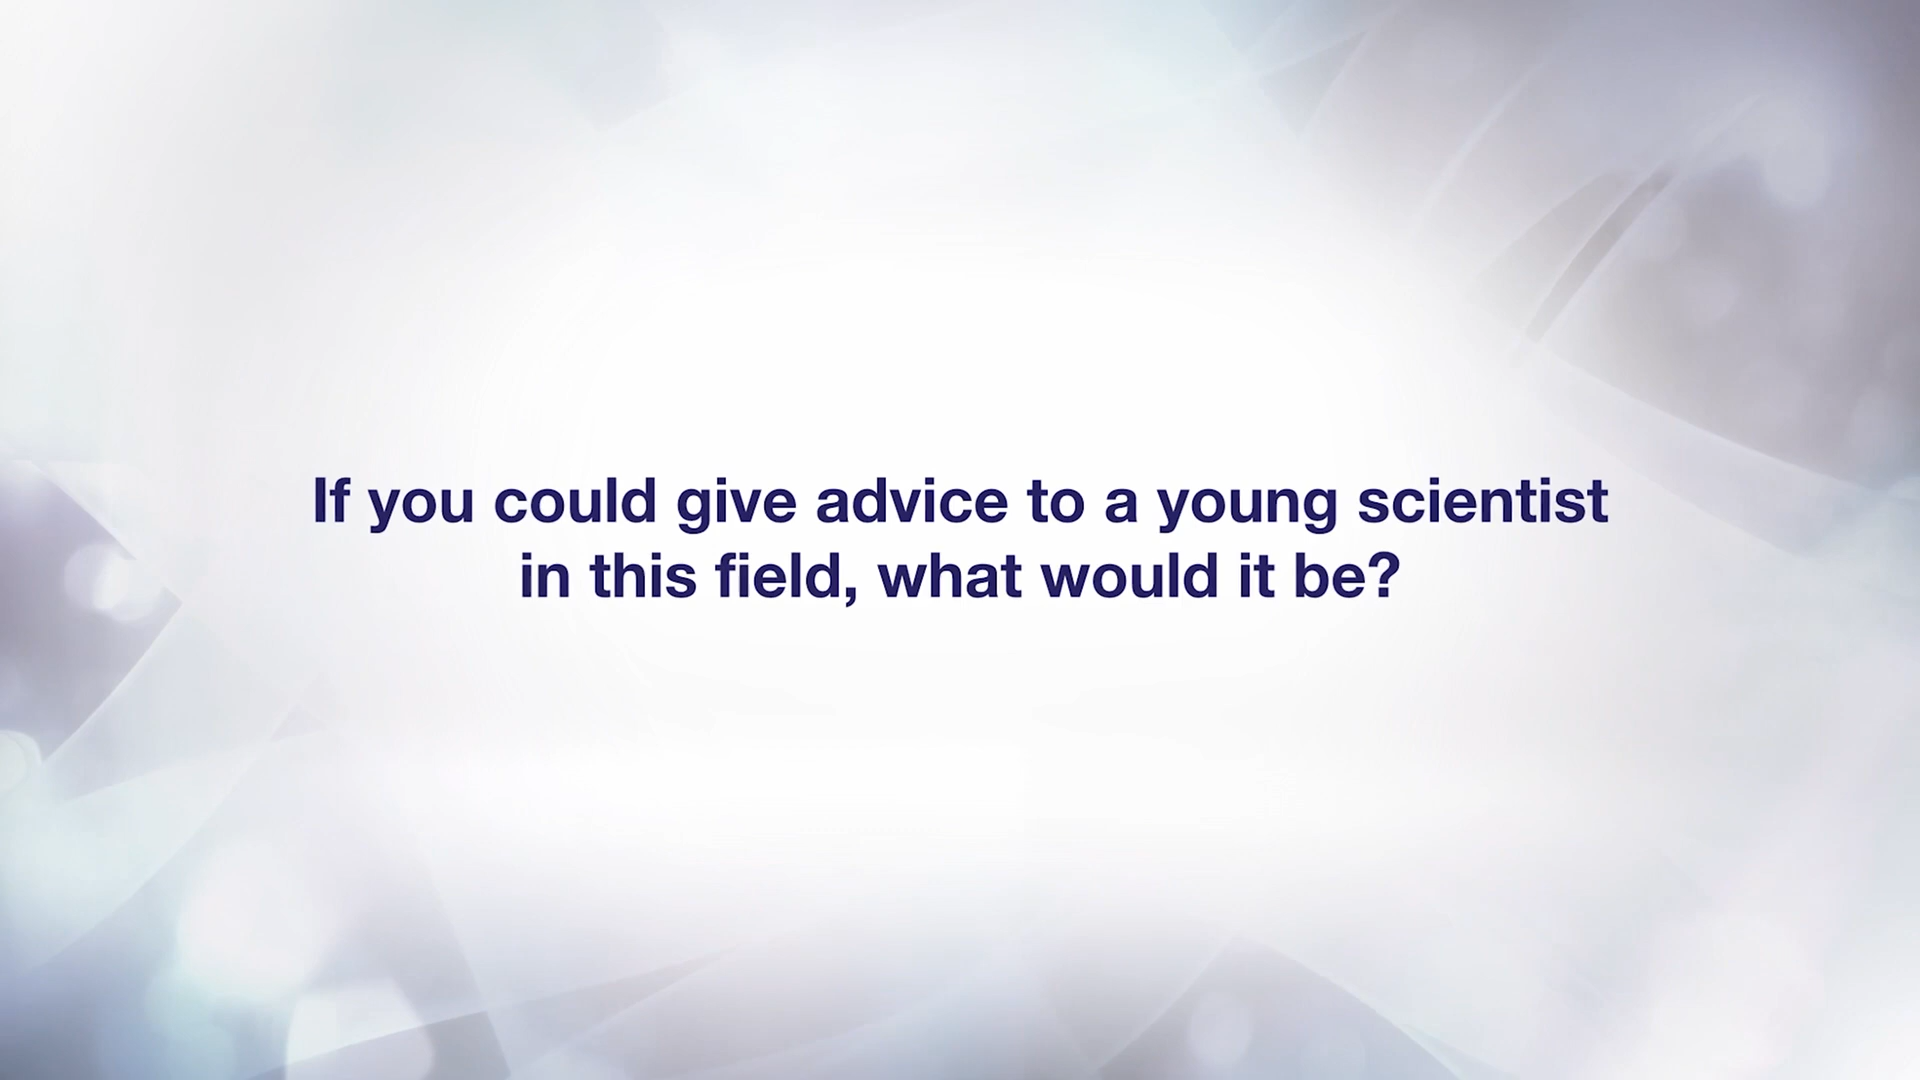 If you could give advice to a young scientist
in this field, what would it be?